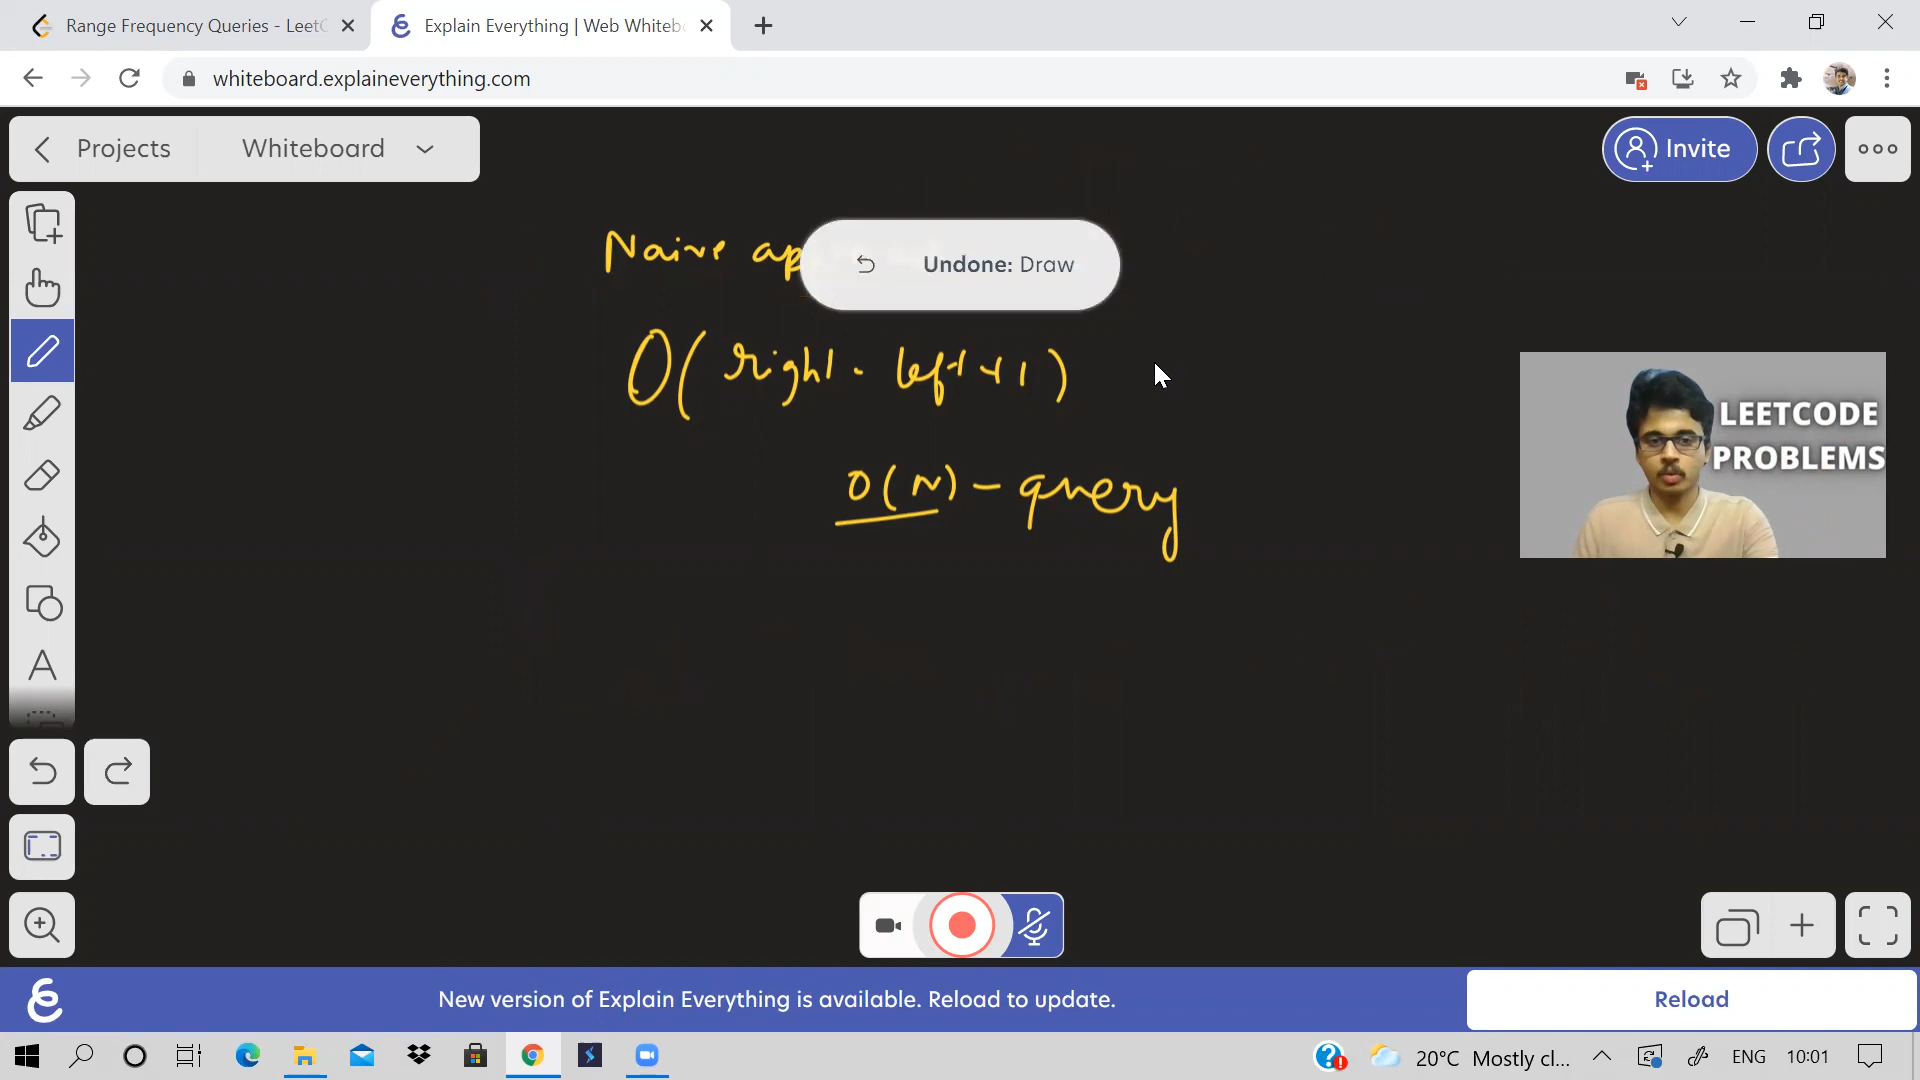 Range Frequency Queries - Leet
Explain Everything | Web Whitebo
whiteboard.explaineverything.com
Projects
Whiteboard
Invite
Naive
Undone: Draw
O( right - left + 1 )
O(N) - query
LEETCODE
PROBLEMS
A
New version of Explain Everything is available. Reload to update.
Reload
20°C Mostly cl...
ENG
10:01